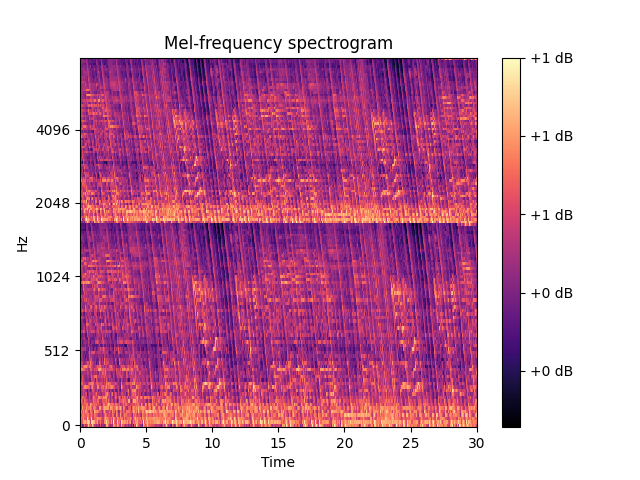 Mel-frequency spectrogram
Hz
4096
2048
1024
512
0
0 5 10 15 20 25 30
Time
+1 dB
+1 dB
+1 dB
+0 dB
+0 dB